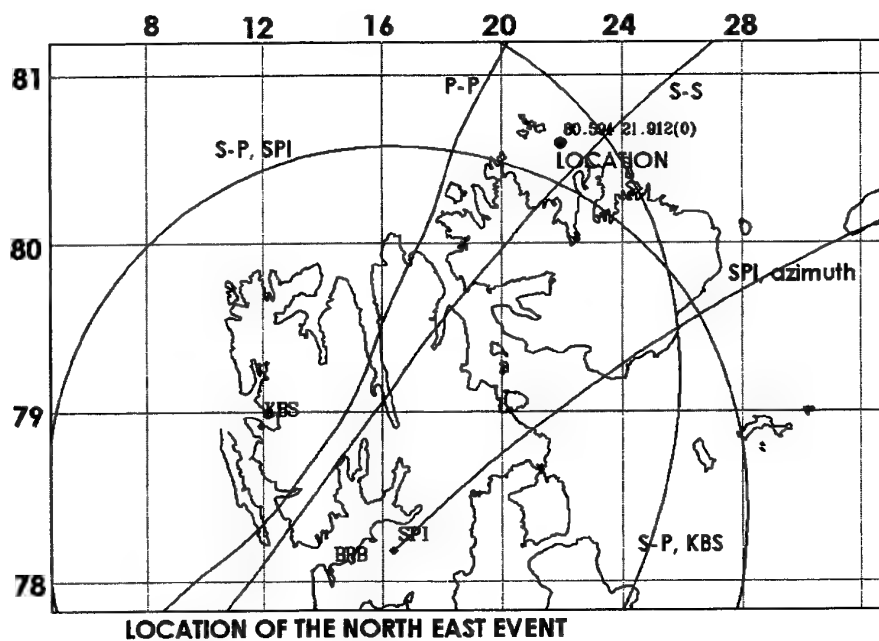 8 12 16 20 24 28
81
P-P
S-S
80.594 21.912(0)
S-P, SPI
LOCATION
80
SPI, azimuth
79
KBS
SPI
BRB
S-P, KBS
78
LOCATION OF THE NORTH EAST EVENT